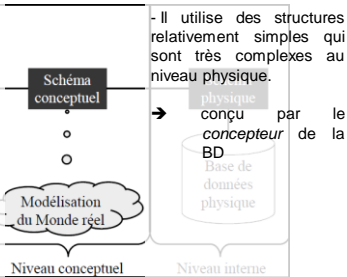 - Il utilise des structures
relativement simples qui
sont très complexes au
niveau physique.
➔ conçu par le
concepteur de la
BD
Schéma
conceptuel
physique
Base de
données
physique
Modélisation
du Monde réel
Niveau conceptuel
Niveau interne